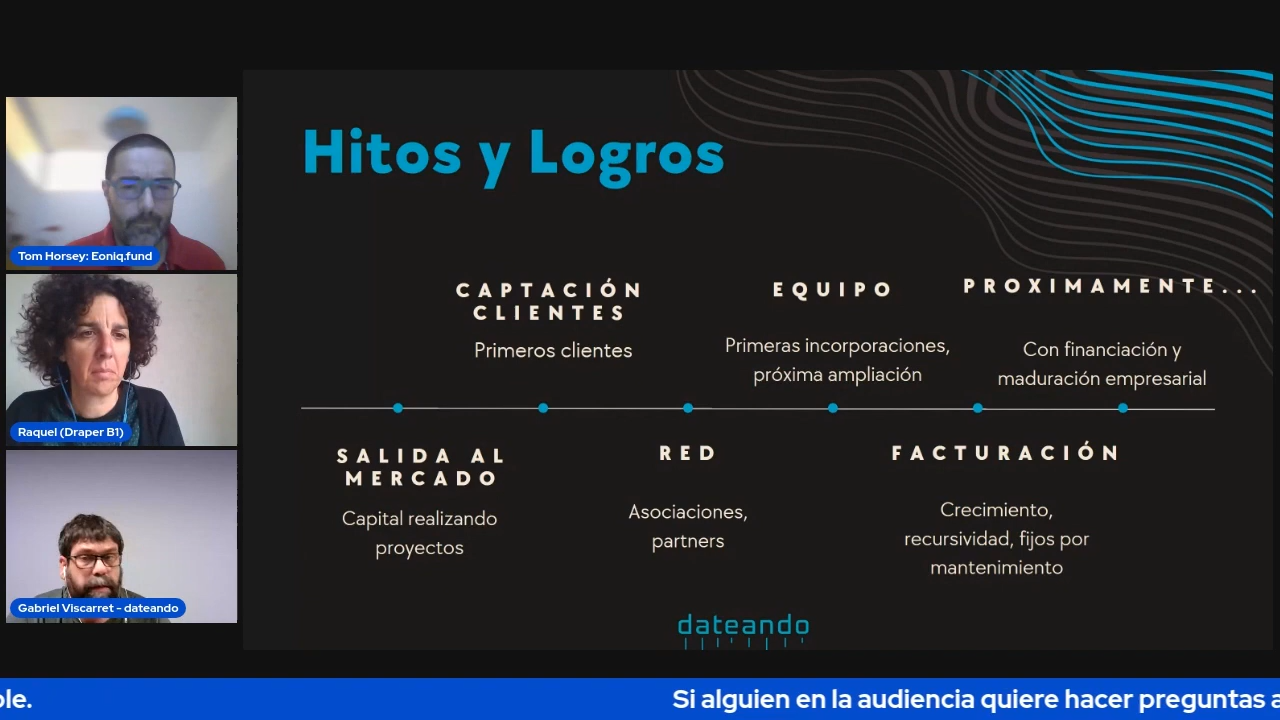 Tom Horsey: Eoniq.fund
Raquel (Draper B1)
Gabriel Viscarret - dateando
Hitos y Logros
CAPTACIÓN
CLIENTES
Primeros clientes
EQUIPO
Primeras incorporaciones,
próxima ampliación
PROXIMAMENTE...
Con financiación y
maduración empresarial
SALIDA AL
MERCADO
Capital realizando
proyectos
RED
Asociaciones,
partners
FACTURACIÓN
Crecimiento,
recursividad, fijos por
mantenimiento
dateando
ole. Si alguien en la audiencia quiere hacer preguntas a